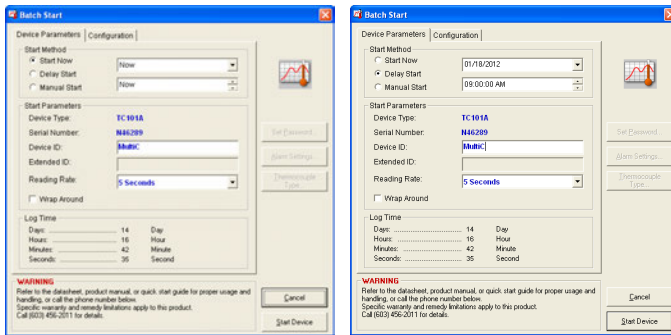 Batch Start
Device Parameters Configuration
Start Method
Start Now
Delay Start
Manual Start
Now
Now
Start Parameters
Device Type: TC101A
Serial Number: N46289
Device ID: MultiC
Extended ID:
Reading Rate: 5 Seconds
Wrap Around
Set Password...
Alarm Settings...
Thermocouple
Type...
Log Time
Days: 14 Day
Hours: 16 Hour
Minutes: 42 Minute
Seconds: 35 Second
WARNING
Refer to the datasheet, product manual, or quick start guide for proper usage and
handling, or call the phone number below.
Specific warranty and remedy limitations apply to this product.
Call (603) 456-2011 for details.
Cancel
Start Device
Batch Start
Device Parameters Configuration
Start Method
Start Now
Delay Start
Manual Start
01/18/2012
09:00:00 AM
Start Parameters
Device Type: TC101A
Serial Number: N46289
Device ID: MultiC
Extended ID:
Reading Rate: 5 Seconds
Wrap Around
Set Password...
Alarm Settings...
Thermocouple
Type...
Log Time
Days: 14 Day
Hours: 16 Hour
Minutes: 42 Minute
Seconds: 35 Second
WARNING
Refer to the datasheet, product manual, or quick start guide for proper usage and
handling, or call the phone number below.
Specific warranty and remedy limitations apply to this product.
Call (603) 456-2011 for details.
Cancel
Start Device